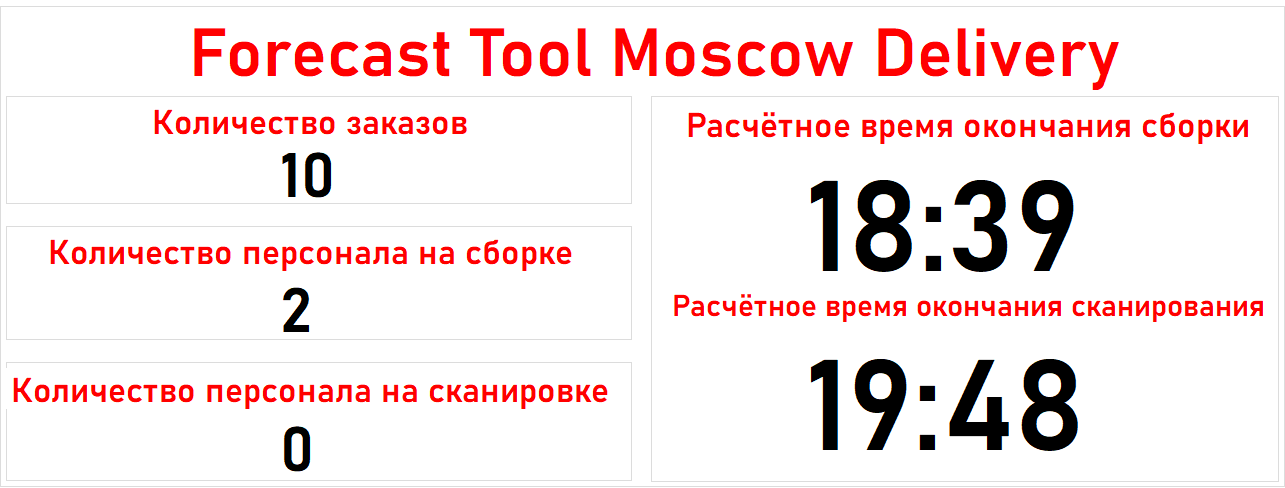 Forecast Tool Moscow Delivery
Количество заказов
10
Количество персонала на сборке
2
Количество персонала на сканировке
0
Расчётное время окончания сборки
18:39
Расчётное время окончания сканирования
19:48